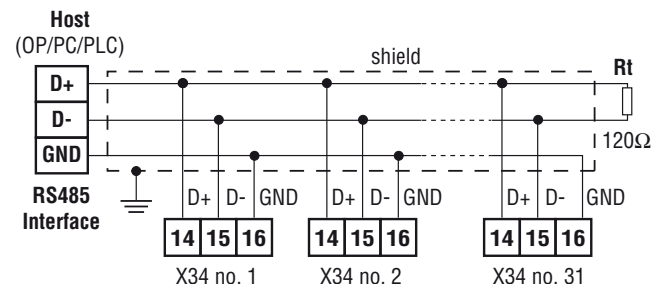 Host
(OP/PC/PLC)
shield
Rt
D+
D-
GND
120Ω
RS485
Interface
D+ D- GND D+ D- GND D+ D- GND
14 15 16 14 15 16 14 15 16
X34 no. 1 X34 no. 2 X34 no. 31